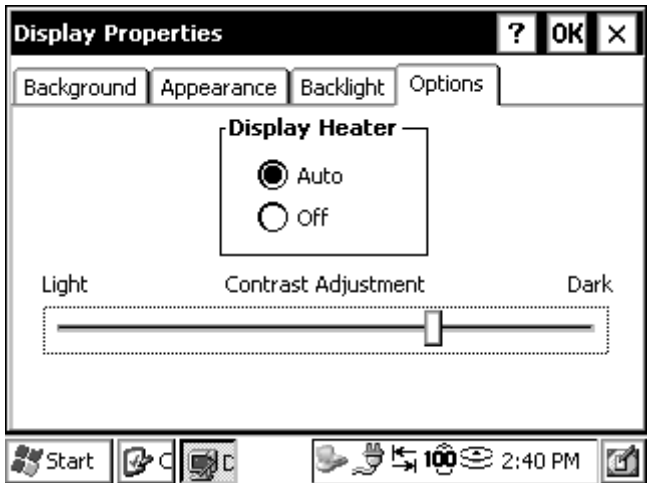 Display Properties ? OK ×
Background Appearance Backlight Options
Display Heater
Auto
Off
Light Contrast Adjustment Dark
Start C D 100 2:40 PM